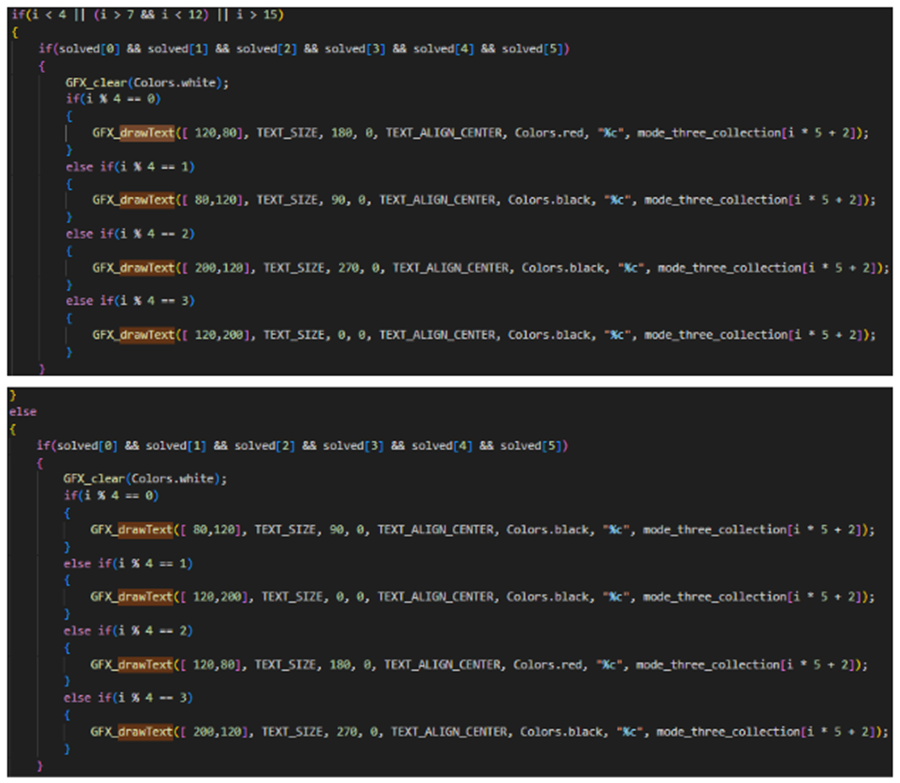 if(i < 4 || (i > 7 && i < 12) || i > 15)
{
if(solved[0] && solved[1] && solved[2] && solved[3] && solved[4] && solved[5])
{
GFX_clear(Colors.white);
if(i % 4 == 0)
{
GFX_drawText([ 120,80], TEXT_SIZE, 180, 0, TEXT_ALIGN_CENTER, Colors.red, "%c", mode_three_collection[i * 5 + 2]);
}
else if(i % 4 == 1)
{
GFX_drawText([ 80,120], TEXT_SIZE, 90, 0, TEXT_ALIGN_CENTER, Colors.black, "%c", mode_three_collection[i * 5 + 2]);
}
else if(i % 4 == 2)
{
GFX_drawText([ 200,120], TEXT_SIZE, 270, 0, TEXT_ALIGN_CENTER, Colors.black, "%c", mode_three_collection[i * 5 + 2]);
}
else if(i % 4 == 3)
{
GFX_drawText([ 120,200], TEXT_SIZE, 0, 0, TEXT_ALIGN_CENTER, Colors.black, "%c", mode_three_collection[i * 5 + 2]);
}
}
}
else
{
if(solved[0] && solved[1] && solved[2] && solved[3] && solved[4] && solved[5])
{
GFX_clear(Colors.white);
if(i % 4 == 0)
{
GFX_drawText([ 80,120], TEXT_SIZE, 90, 0, TEXT_ALIGN_CENTER, Colors.black, "%c", mode_three_collection[i * 5 + 2]);
}
else if(i % 4 == 1)
{
GFX_drawText([ 120,200], TEXT_SIZE, 0, 0, TEXT_ALIGN_CENTER, Colors.black, "%c", mode_three_collection[i * 5 + 2]);
}
else if(i % 4 == 2)
{
GFX_drawText([ 120,80], TEXT_SIZE, 180, 0, TEXT_ALIGN_CENTER, Colors.red, "%c", mode_three_collection[i * 5 + 2]);
}
else if(i % 4 == 3)
{
GFX_drawText([ 200,120], TEXT_SIZE, 270, 0, TEXT_ALIGN_CENTER, Colors.black, "%c", mode_three_collection[i * 5 + 2]);
}
}